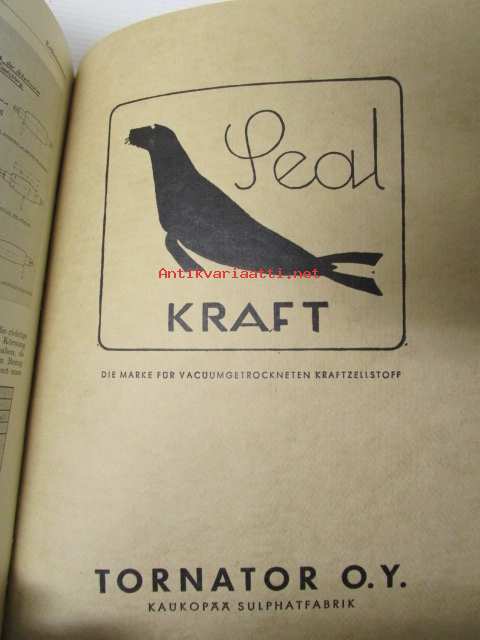 Seal
KRAFT
Antikvariaatti.net
DIE MARKE FÜR VACUUMGETROCKNETEN KRAFTZELLSTOFF
TORNATOR O.Y.
KAUKOPÄÄ SULPHATFABRIK